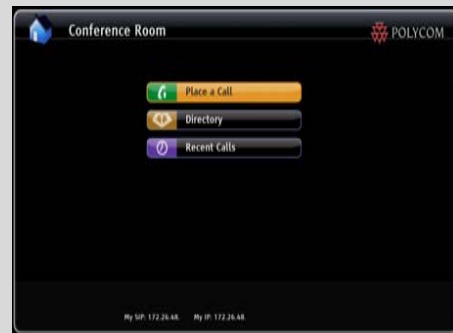 Conference Room
POLYCOM
Place a Call
Directory
Recent Calls
My SIP: 172.26.48. My IP: 172.26.48.